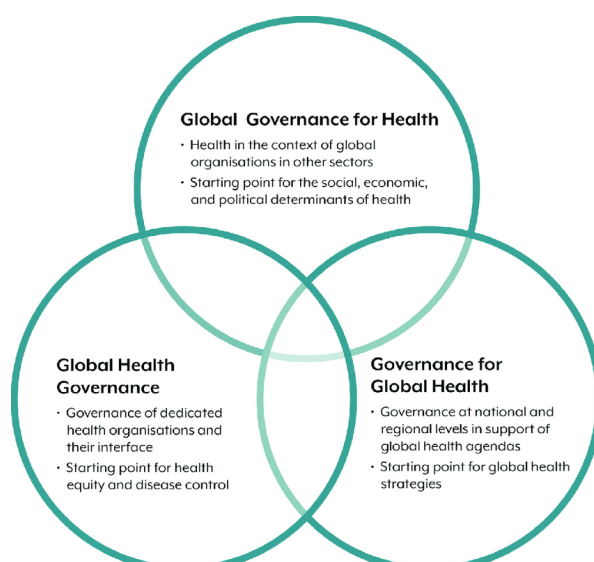 Global Governance for Health
· Health in the context of global
organisations in other sectors
· Starting point for the social, economic,
and political determinants of health
Global Health
Governance
· Governance of dedicated
health organisations and
their interface
· Starting point for health
equity and disease control
Governance for
Global Health
· Governance at national and
regional levels in support of
global health agendas
· Starting point for global health
strategies